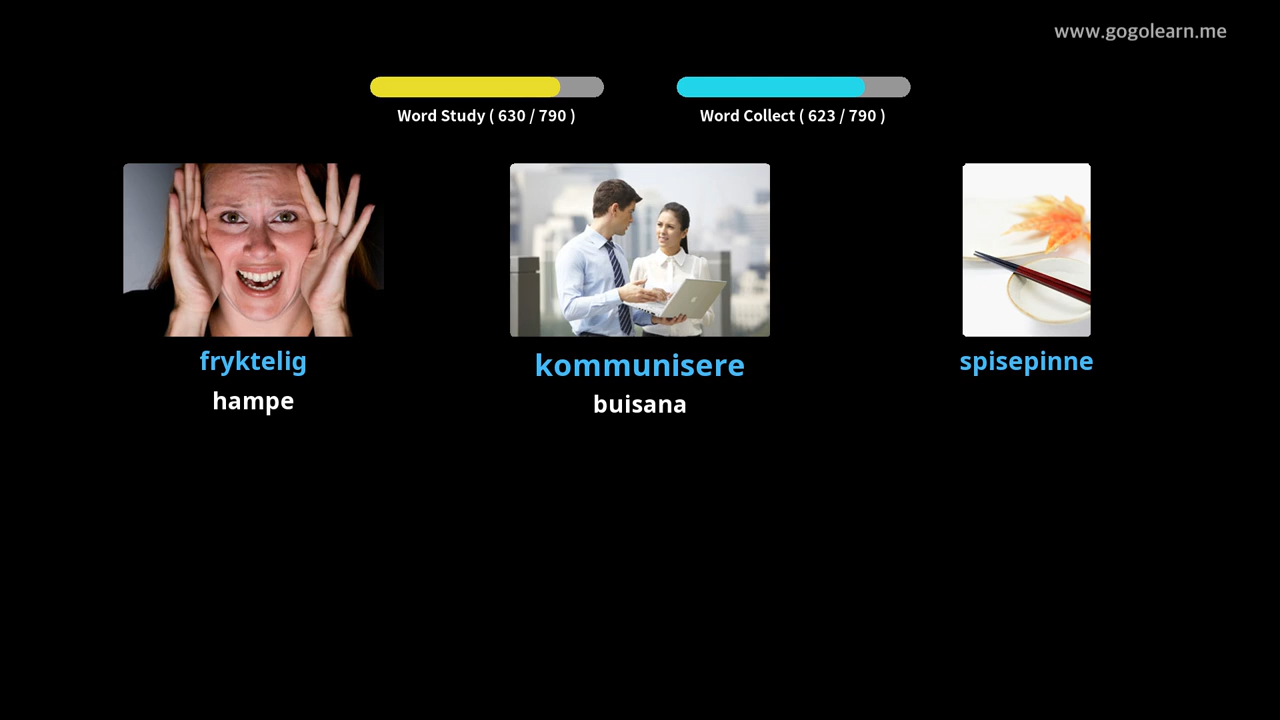 www.gogolearn.me
Word Study ( 630 / 790 )
Word Collect ( 623 / 790 )
fryktelig
hampe
kommunisere
buisana
spisepinne